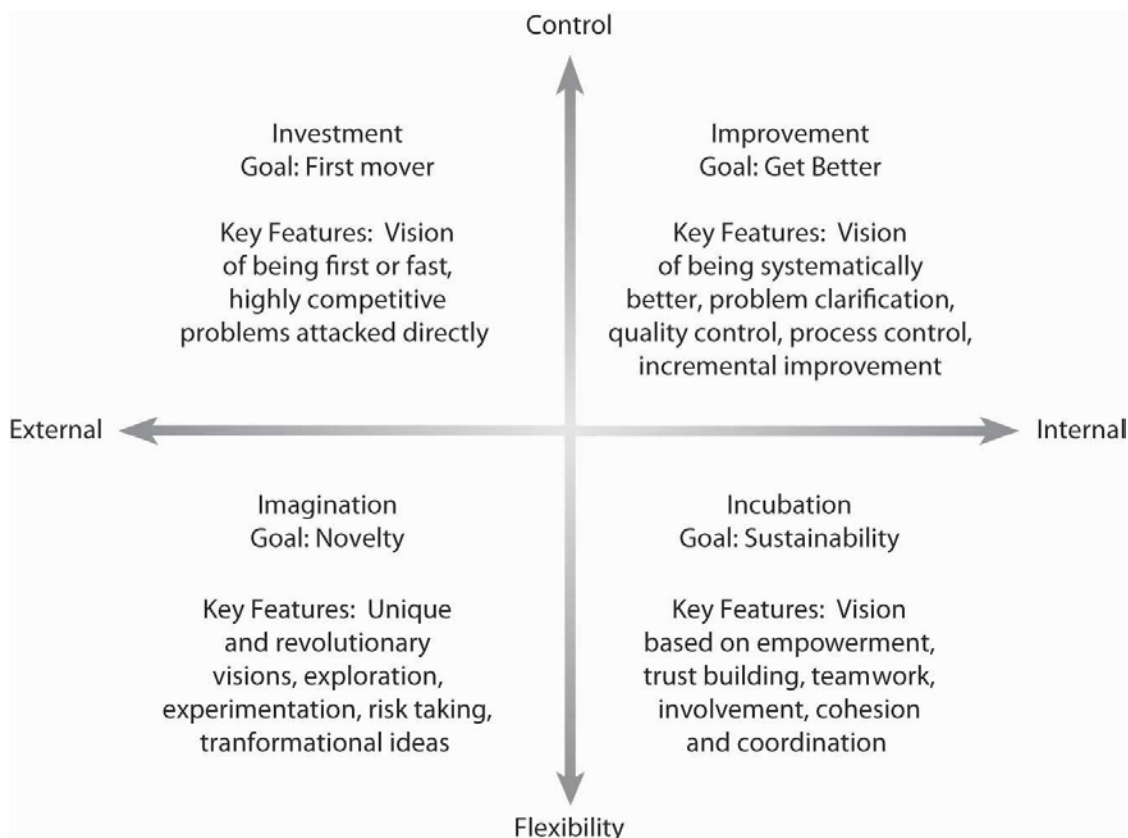 Control
Investment
Goal: First mover
Key Features:  Vision
of being first or fast,
highly competitive
problems attacked directly
Improvement
Goal: Get Better
Key Features:  Vision
of being systematically
better, problem clarification,
quality control, process control,
incremental improvement
External
Internal
Imagination
Goal: Novelty
Key Features:  Unique
and revolutionary
visions, exploration,
experimentation, risk taking,
tranformational ideas
Incubation
Goal: Sustainability
Key Features:  Vision
based on empowerment,
trust building, teamwork,
involvement, cohesion
and coordination
Flexibility